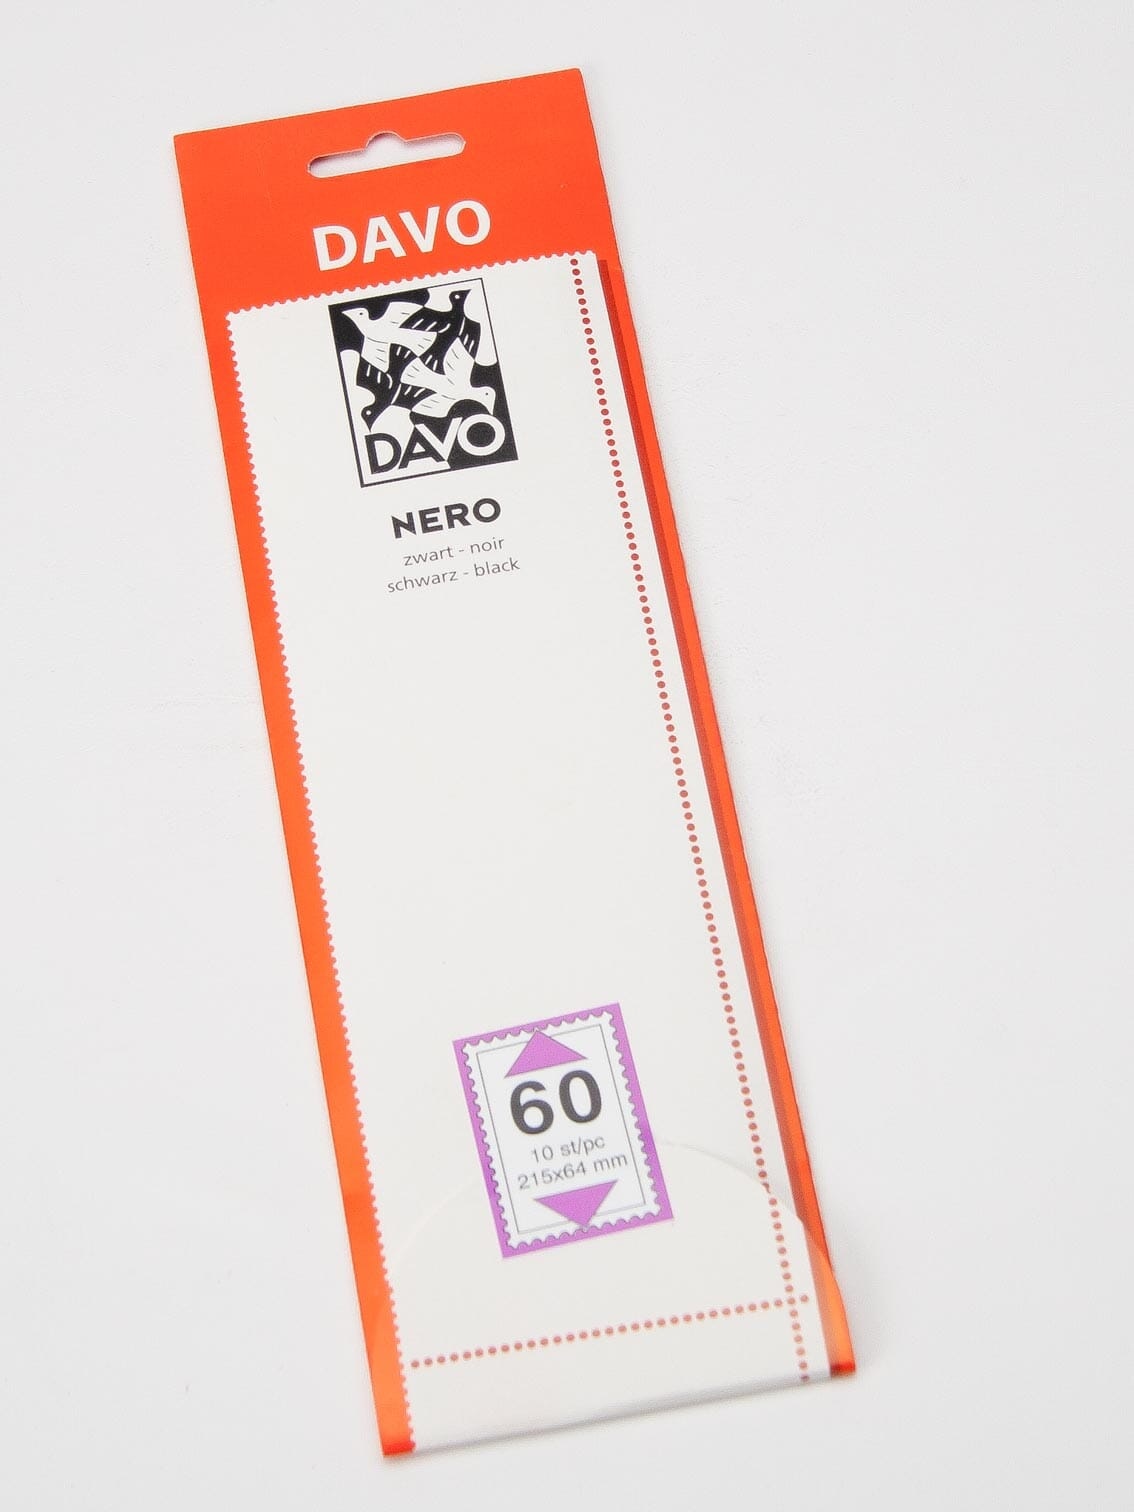 DAVO
DAVO
NERO
zwart - noir
schwarz - black
60
10 st/pc
215x64 mm